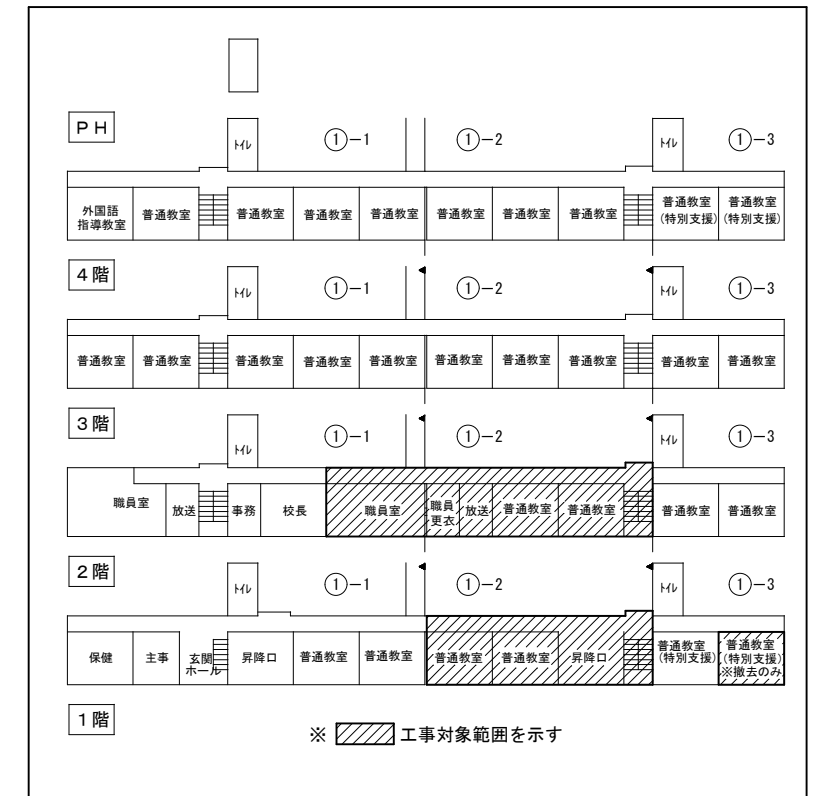 PH
トイレ ①-1 ①-2 トイレ ①-3
外国語
指導教室 普通教室 普通教室 普通教室 普通教室 普通教室 普通教室 普通教室 普通教室
(特別支援) 普通教室
(特別支援)
4階
トイレ ①-1 ①-2 トイレ ①-3
普通教室 普通教室 普通教室 普通教室 普通教室 普通教室 普通教室 普通教室 普通教室 普通教室
3階
トイレ ①-1 ①-2 トイレ ①-3
職員室 放送 事務 校長 職員室 職員
更衣 放送 普通教室 普通教室 普通教室 普通教室
2階
トイレ ①-1 ①-2 トイレ ①-3
保健 主事 玄関
ホール 昇降口 普通教室 普通教室 普通教室 普通教室 昇降口 普通教室
(特別支援) 普通教室
(特別支援)
※撤去のみ
1階
※ 工事対象範囲を示す